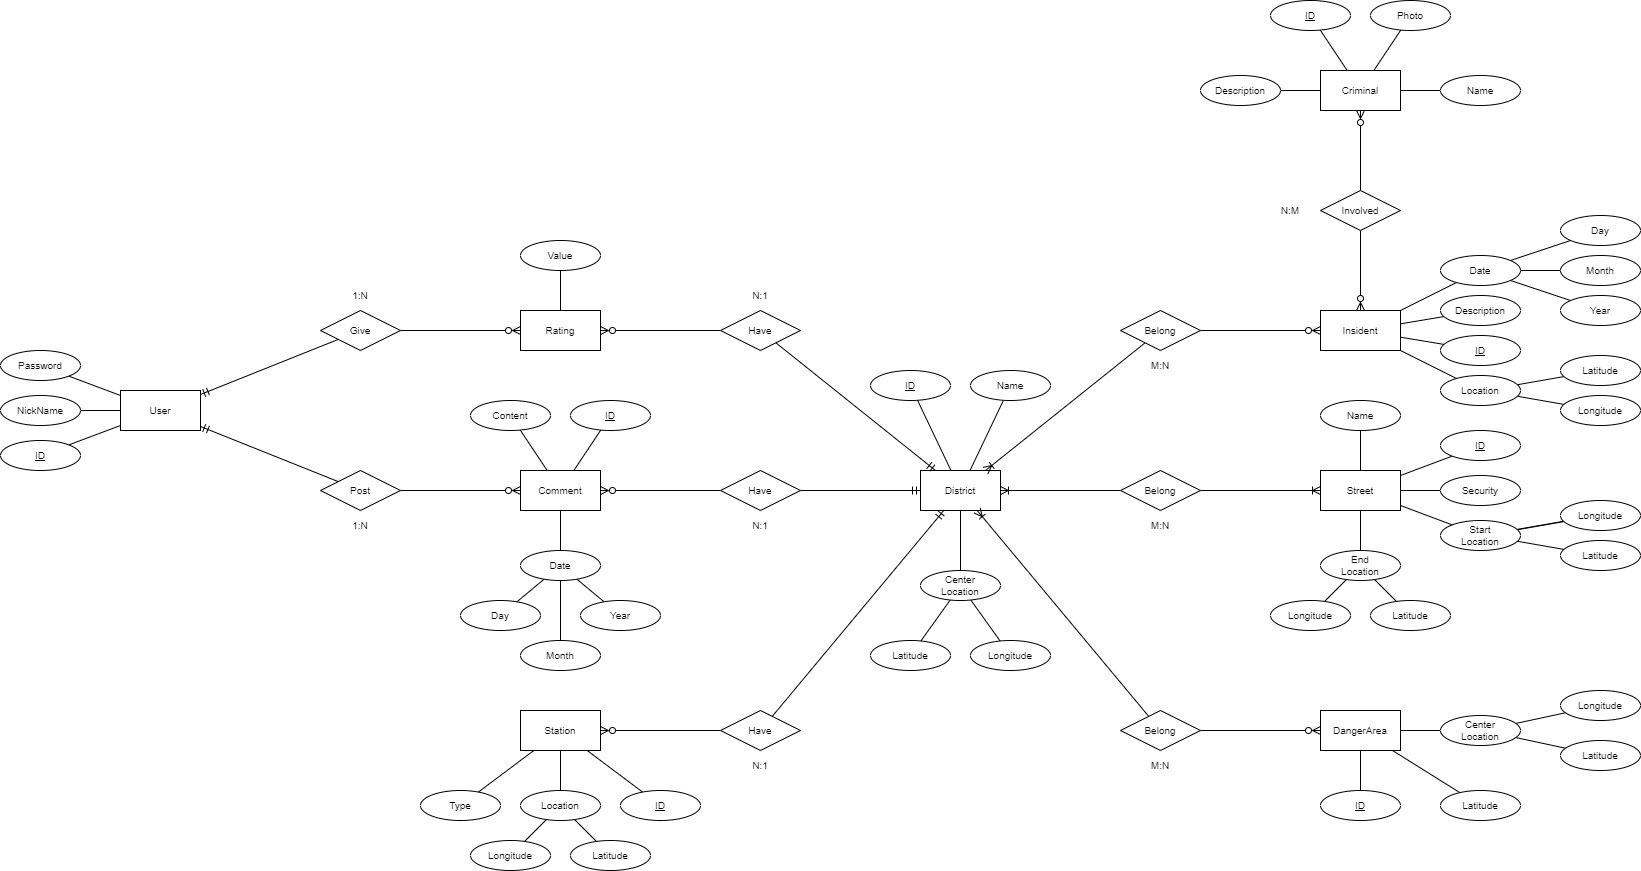 ID
Photo
Description
Criminal
Name
N:M
Involved
Day
Date
Month
Description
Year
Value
1:N
N:1
Give
Rating
Have
Belong
Insident
M:N
ID
Latitude
Location
Longitude
Password
NickName
User
ID
Content
ID
ID
Name
Name
ID
Post
Comment
Have
District
Belong
Street
Security
1:N
N:1
M:N
Longitude
Start
Location
Latitude
Date
Day
Year
Month
Center
Location
Latitude
Longitude
End
Location
Longitude
Latitude
Station
Have
N:1
Belong
M:N
DangerArea
Center
Location
Longitude
Latitude
Type
Location
ID
ID
Latitude
Longitude
Latitude